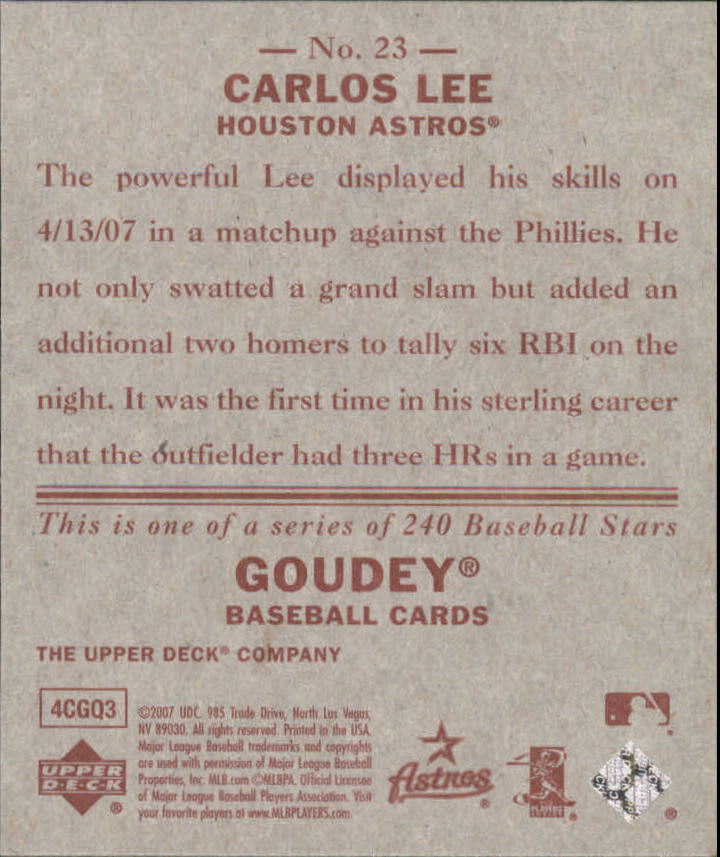 — No. 23 —
CARLOS LEE
HOUSTON ASTROS®
The powerful Lee displayed his skills on
4/13/07 in a matchup against the Phillies. He
not only swatted a grand slam but added an
additional two homers to tally six RBI on the
night. It was the first time in his sterling career
that the outfielder had three HRs in a game.
This is one of a series of 240 Baseball Stars
GOUDEY®
BASEBALL CARDS
THE UPPER DECK® COMPANY
4CGQ3
©2007 UDC. 985 Trade Drive, North Las Vegas,
NV 89030. All rights reserved. Printed in the USA.
Major League Baseball trademarks and copyrights
are used with permission of Major League Baseball
Properties, Inc. MLB.com ©MLBPA. Official Licensee
of Major League Baseball Players Association. Visit
your favorite players at www.MLBPLAYERS.com.
UPPER
D·E·C·K ®
Astros ®
PLAYERS
CHOICE ®
®